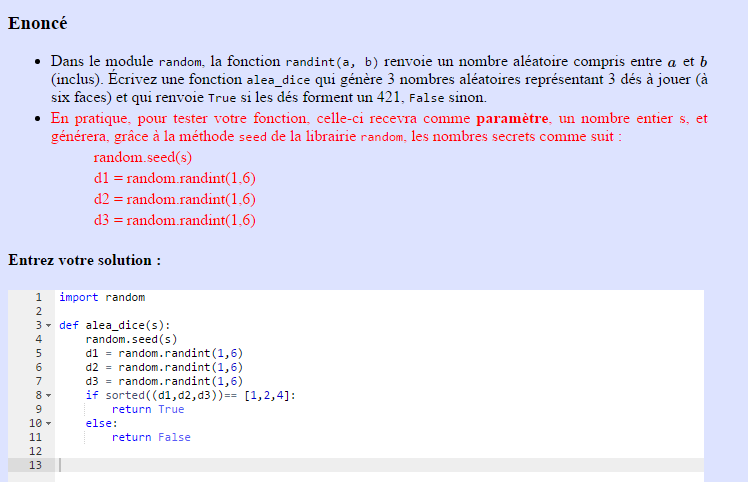 Enoncé
• Dans le module random, la fonction randint(a, b) renvoie un nombre aléatoire compris entre a et b
(inclus). Écrivez une fonction alea_dice qui génère 3 nombres aléatoires représentant 3 dés à jouer (à
six faces) et qui renvoie True si les dés forment un 421, False sinon.
• En pratique, pour tester votre fonction, celle-ci recevra comme paramètre, un nombre entier s, et
générera, grâce à la méthode seed de la librairie random, les nombres secrets comme suit :
random.seed(s)
d1 = random.randint(1,6)
d2 = random.randint(1,6)
d3 = random.randint(1,6)
Entrez votre solution :
1 import random
2
3 def alea_dice(s):
4 random.seed(s)
5 d1 = random.randint(1,6)
6 d2 = random.randint(1,6)
7 d3 = random.randint(1,6)
8 if sorted((d1,d2,d3))== [1,2,4]:
9 return True
10 else:
11 return False
12
13